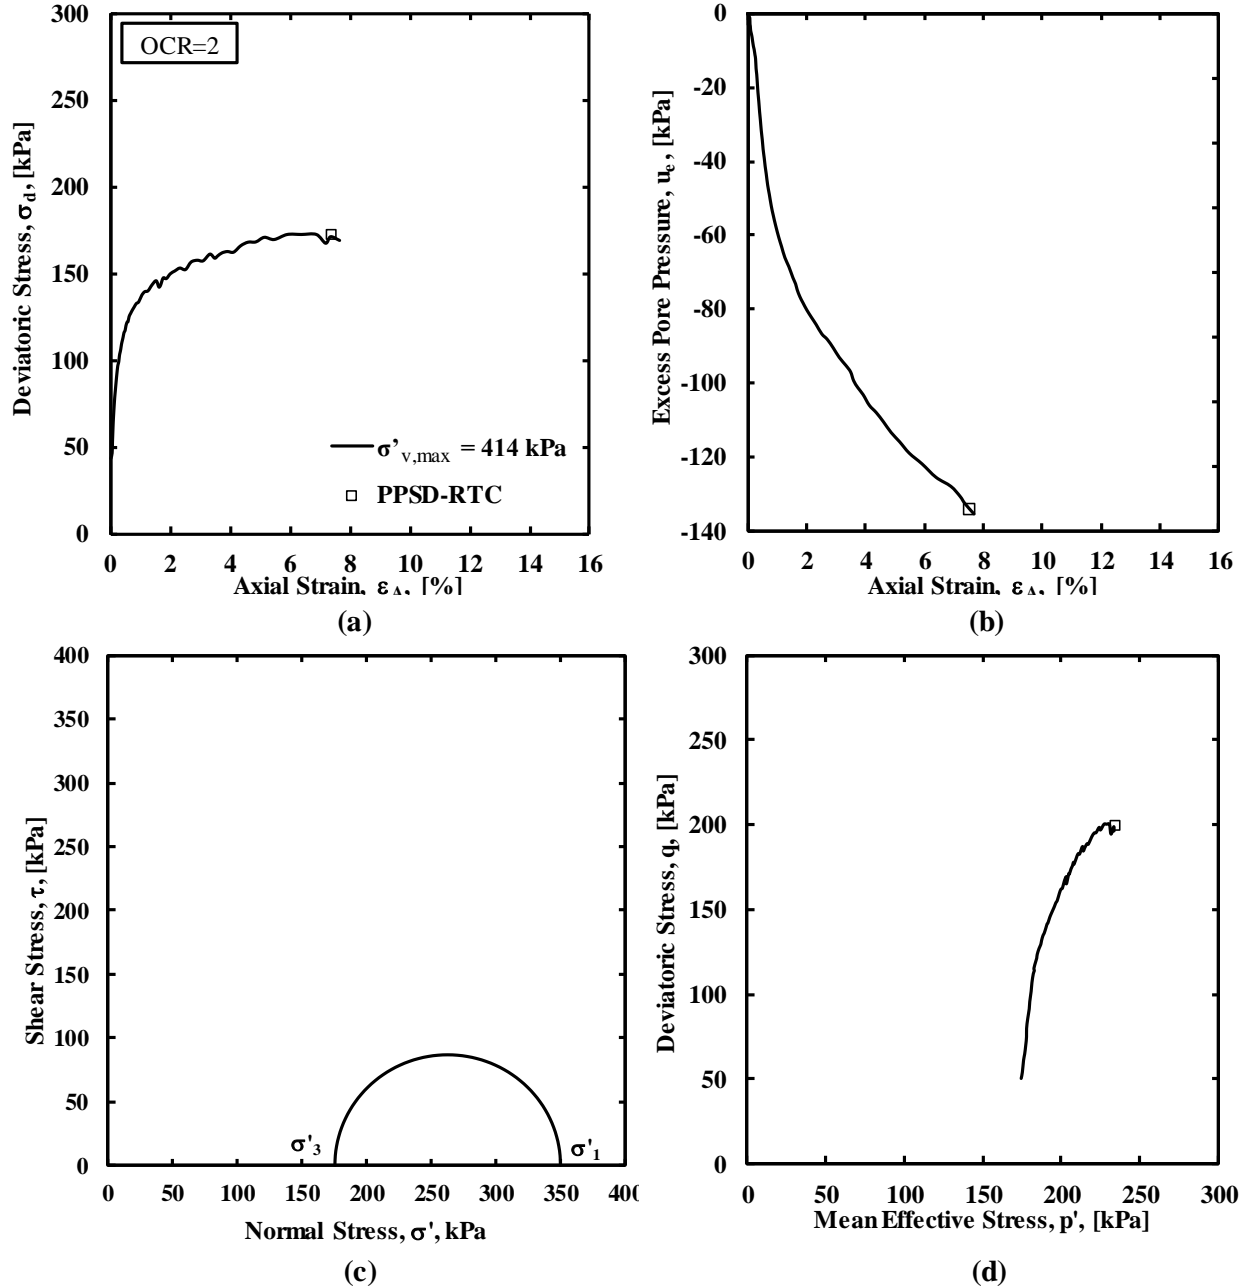 OCR=2
Deviatoric Stress, σd, [kPa]
300
250
200
150
100
50
0
0 2 4 6 8 10 12 14 16
σ'v,max = 414 kPa
PPSD-RTC
Axial Strain, εA, [%]
(a)
Excess Pore Pressure, ue, [kPa]
0
-20
-40
-60
-80
-100
-120
-140
0 2 4 6 8 10 12 14 16
Axial Strain, εA, [%]
(b)
Shear Stress, τ, [kPa]
400
350
300
250
200
150
100
50
0
σ'3 σ'1
0 50 100 150 200 250 300 350 400
Normal Stress, σ', kPa
(c)
Deviatoric Stress, q, [kPa]
300
250
200
150
100
50
0
0 50 100 150 200 250 300
Mean Effective Stress, p', [kPa]
(d)